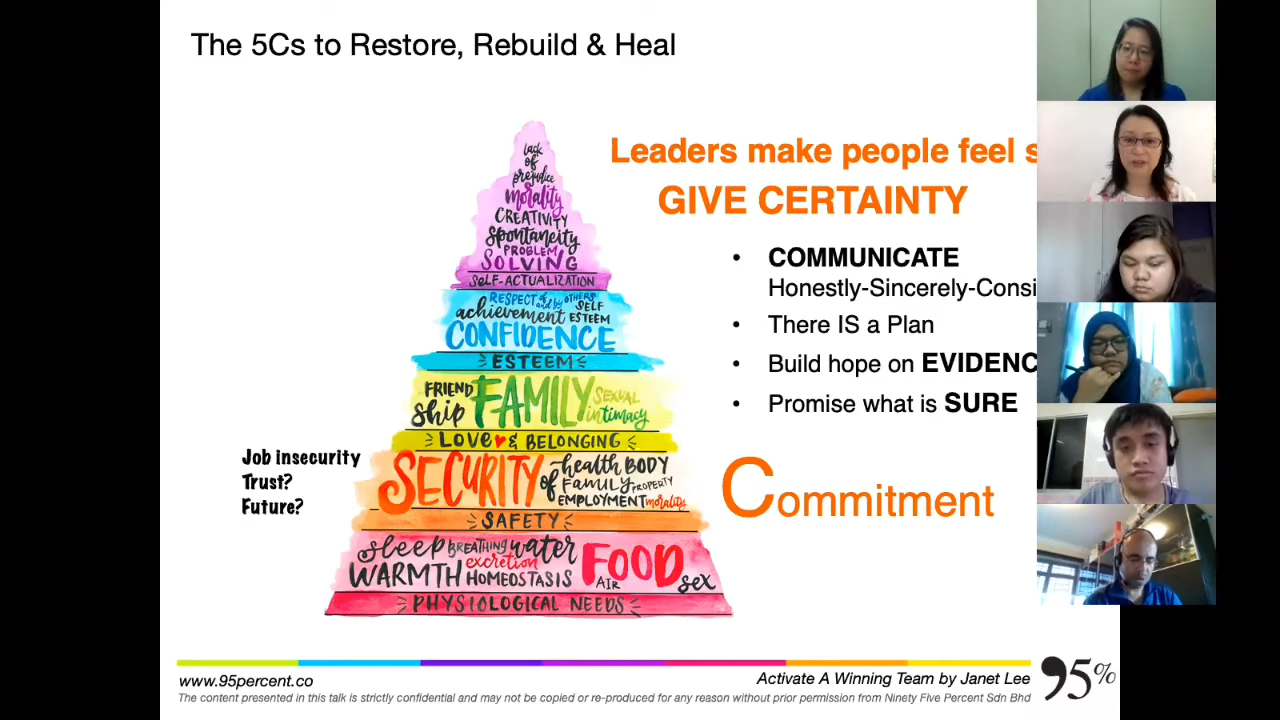 The 5Cs to Restore, Rebuild & Heal
lack
of
prejudice
morality
CREATIVITY
spontaneity
PROBLEM
SOLVING
SELF-ACTUALIZATION
RESPECT of and by OTHERS
achievement SELF ESTEEM
CONFIDENCE
ESTEEM
FRIENDship FAMILY SEXUAL intimacy
LOVE & BELONGING
SECURITY of health BODY
FAMILY PROPERTY
EMPLOYMENT morality
SAFETY
sleep BREATHING water
excretion FOOD
WARMTH HOMEOSTASIS AIR sex
PHYSIOLOGICAL NEEDS
Job insecurity
Trust?
Future?
Leaders make people feel s
GIVE CERTAINTY
• COMMUNICATE
Honestly-Sincerely-Consi
• There IS a Plan
• Build hope on EVIDENC
• Promise what is SURE
Commitment
www.95percent.co
Activate A Winning Team by Janet Lee
The content presented in this talk is strictly confidential and may not be copied or re-produced for any reason without prior permission from Ninety Five Percent Sdn Bhd
95%